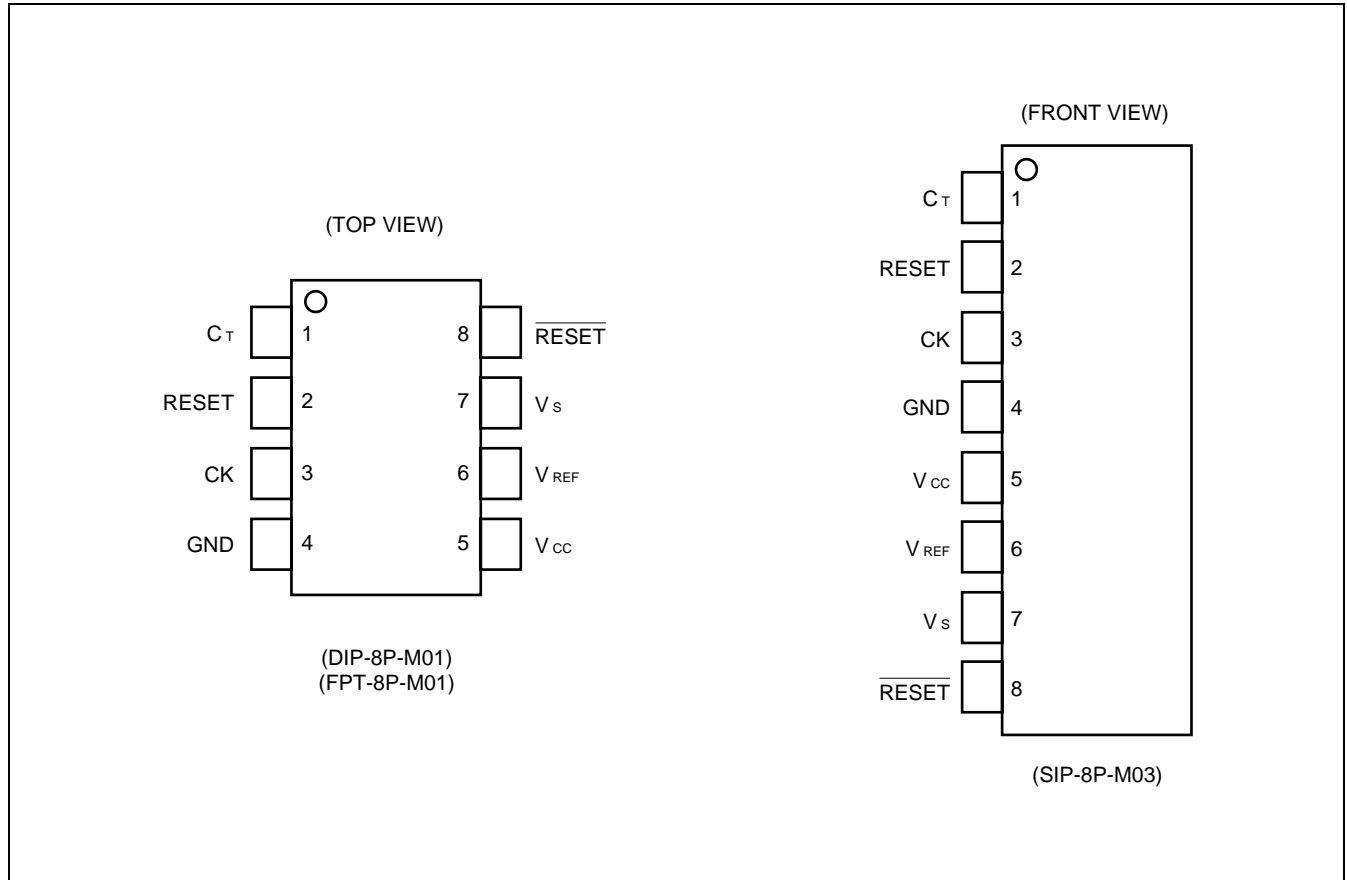 (TOP VIEW)
CT 1 8 RESET
RESET 2 7 VS
CK 3 6 VREF
GND 4 5 VCC
(DIP-8P-M01)
(FPT-8P-M01)
(FRONT VIEW)
CT 1
RESET 2
CK 3
GND 4
VCC 5
VREF 6
VS 7
RESET 8
(SIP-8P-M03)